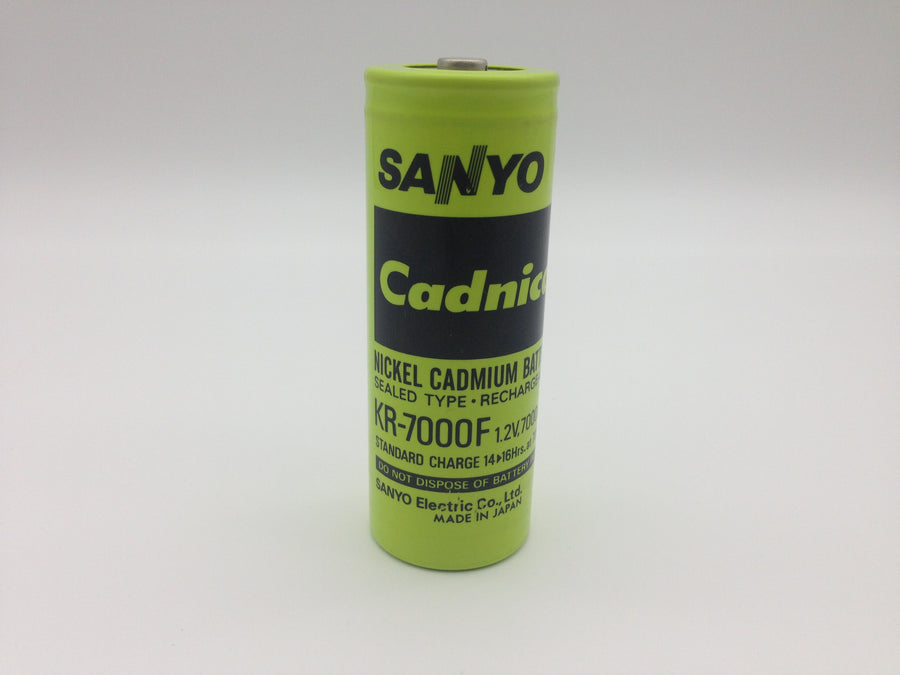 SANYO
Cadnic
NICKEL CADMIUM BATT
SEALED TYPE • RECHARGE
KR-7000F 1.2V.700
STANDARD CHARGE 14▶16Hrs. at
DO NOT DISPOSE OF BATTERY
SANYO Electric Co., Ltd.
MADE IN JAPAN